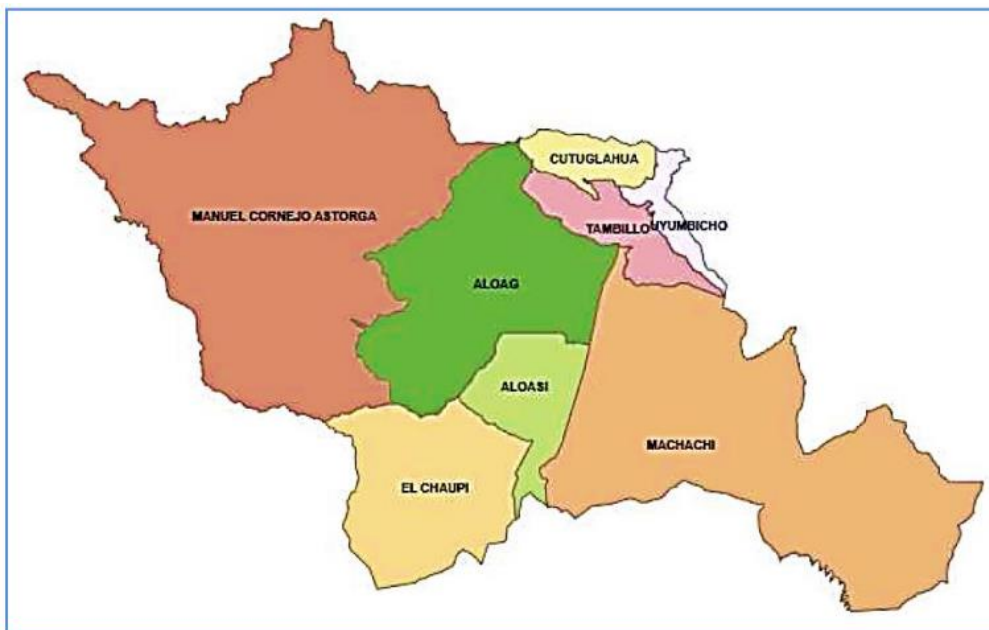 CUTUGLAHUA
MANUEL CORNEJO ASTORGA
TAMBILLO
UYUMBICHO
ALOAG
ALOASI
MACHACHI
EL CHAUPI